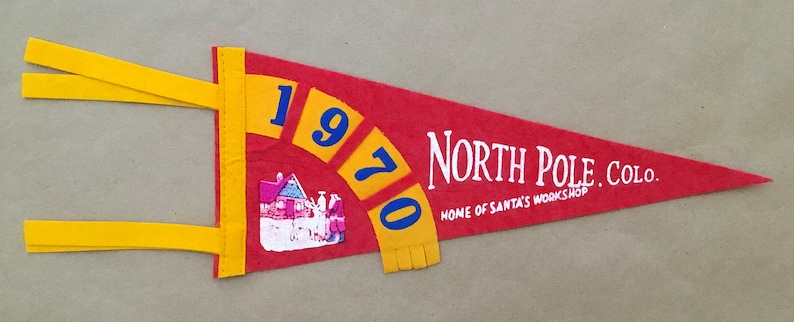 1970
NORTH POLE, COLO.
HOME OF SANTA'S WORKSHOP